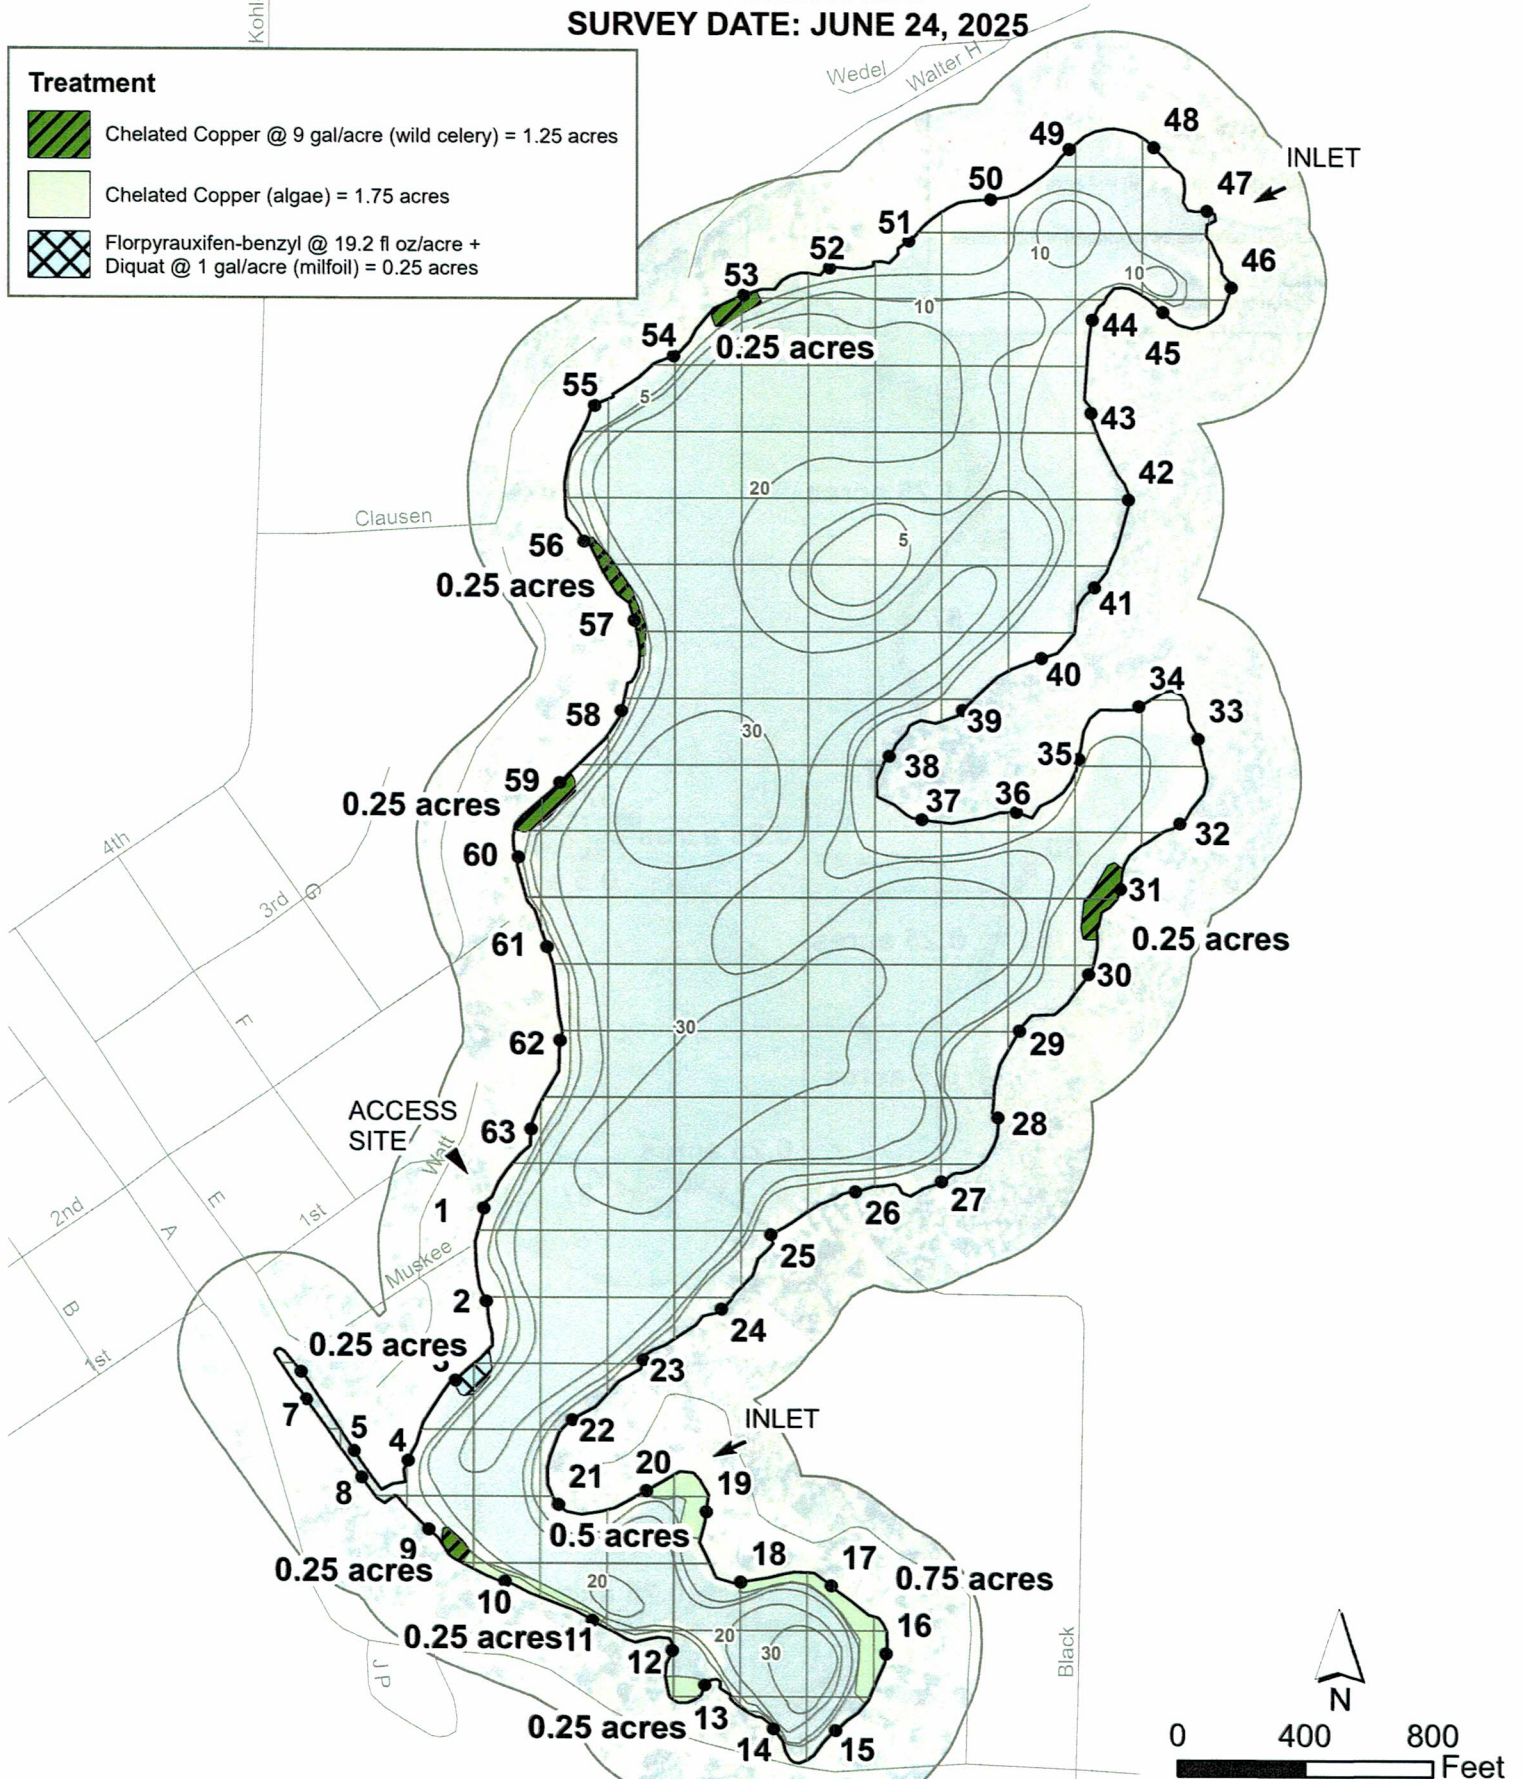 SURVEY DATE: JUNE 24, 2025
Kohl
Wedel
Walter H
Treatment
Chelated Copper @ 9 gal/acre (wild celery) = 1.25 acres
Chelated Copper (algae) = 1.75 acres
Florpyrauxifen-benzyl @ 19.2 fl oz/acre +
Diquat @ 1 gal/acre (milfoil) = 0.25 acres
49
48
INLET
47
50
51
52
10
46
10
53
10
44
45
54
0.25 acres
55
5
43
42
20
Clausen
56
5
0.25 acres
41
57
40
34
58
39
33
30
35
38
59
0.25 acres
37
36
32
4th
60
31
3rd
G
61
0.25 acres
30
F
62
30
29
ACCESS
SITE
63
28
Watt
E
2nd
1st
A
1
27
26
Muskee
25
2
B
24
0.25 acres
1st
3
23
7
INLET
5
4
22
8
21
20
19
9
0.5 acres
0.25 acres
18
17
0.75 acres
10
20
16
0.25 acres
11
20
30
12
Black
J P
13
0.25 acres
14
15
N
0
400
800
Feet